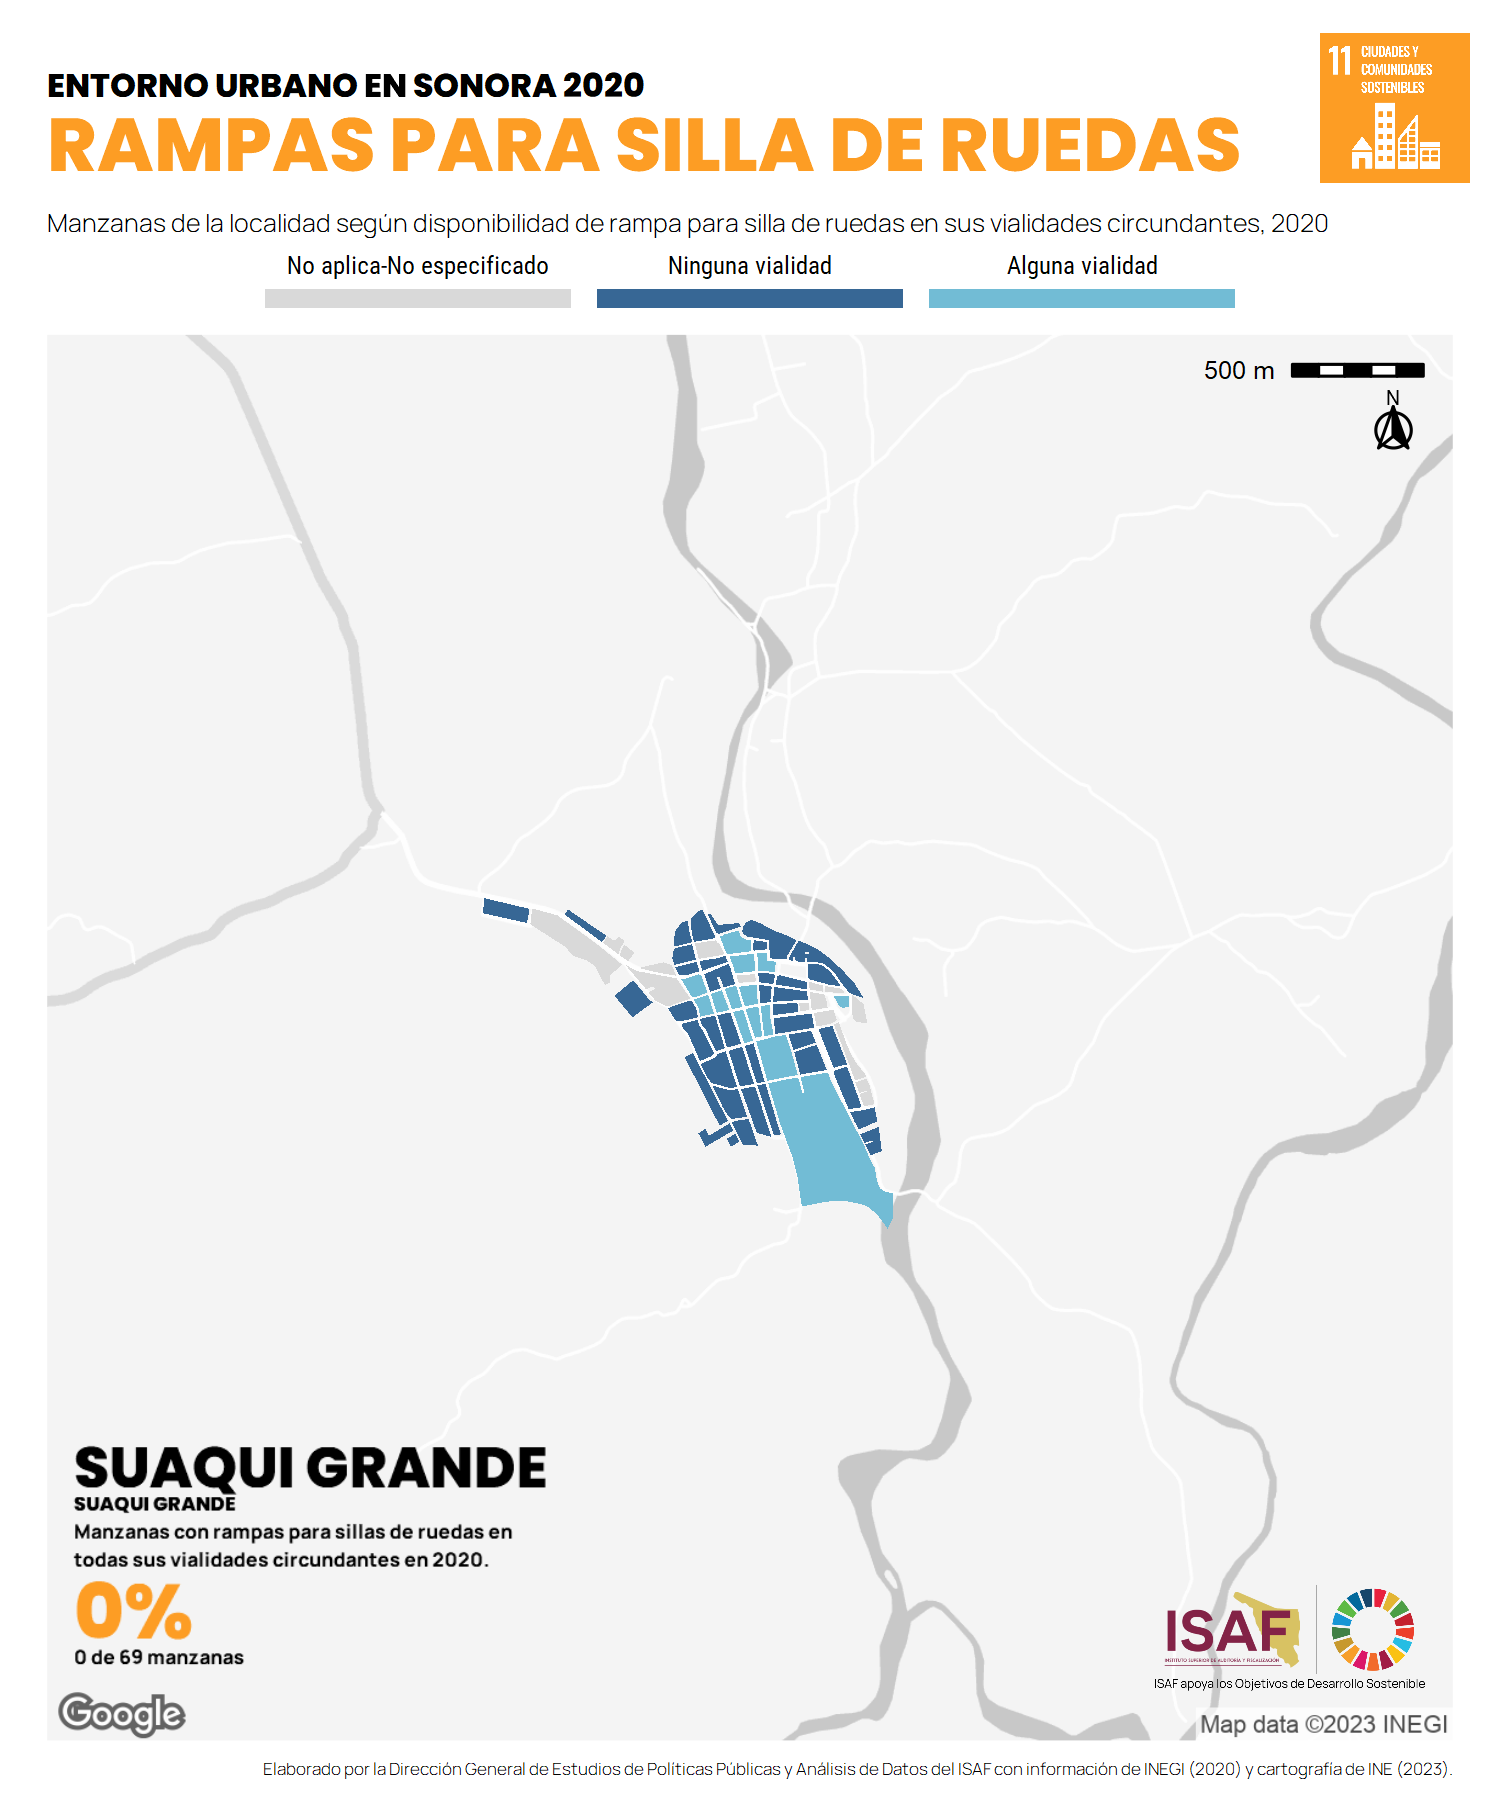 ENTORNO URBANO EN SONORA 2020
RAMPAS PARA SILLA DE RUEDAS
11 CIUDADES Y
COMUNIDADES
SOSTENIBLES
Manzanas de la localidad según disponibilidad de rampa para silla de ruedas en sus vialidades circundantes, 2020
No aplica-No especificado Ninguna vialidad Alguna vialidad
500 m
N
SUAQUI GRANDE
SUAQUI GRANDE
Manzanas con rampas para sillas de ruedas en
todas sus vialidades circundantes en 2020.
0%
0 de 69 manzanas
ISAF
INSTITUTO SUPERIOR DE AUDITORÍA Y FISCALIZACIÓN
ISAF apoya los Objetivos de Desarrollo Sostenible
Google
Map data ©2023 INEGI
Elaborado por la Dirección General de Estudios de Políticas Públicas y Análisis de Datos del ISAF con información de INEGI (2020) y cartografía de INE (2023).